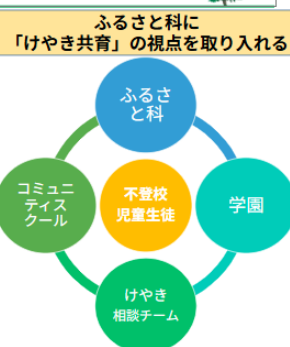 ふるさと科に
「けやき共育」の視点を取り入れる
ふるさ
と科
コミュニ
ティス
クール
不登校
児童生徒
学園
けやき
相談チーム